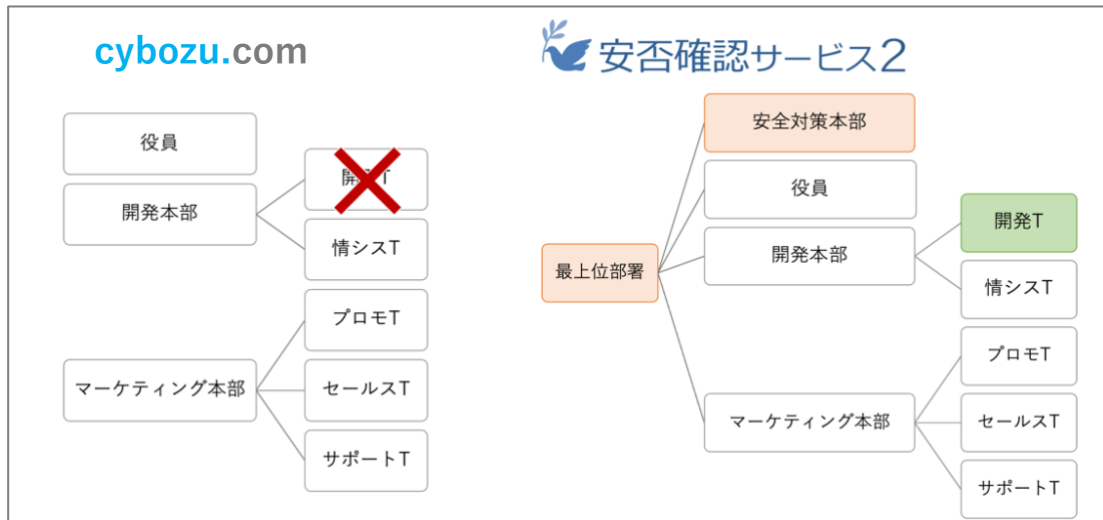 cybozu.com
役員
開発本部
情シスT
プロモT
マーケティング本部
セールスT
サポートT
安否確認サービス2
安全対策本部
役員
最上位部署
開発本部
開発T
情シスT
プロモT
マーケティング本部
セールスT
サポートT